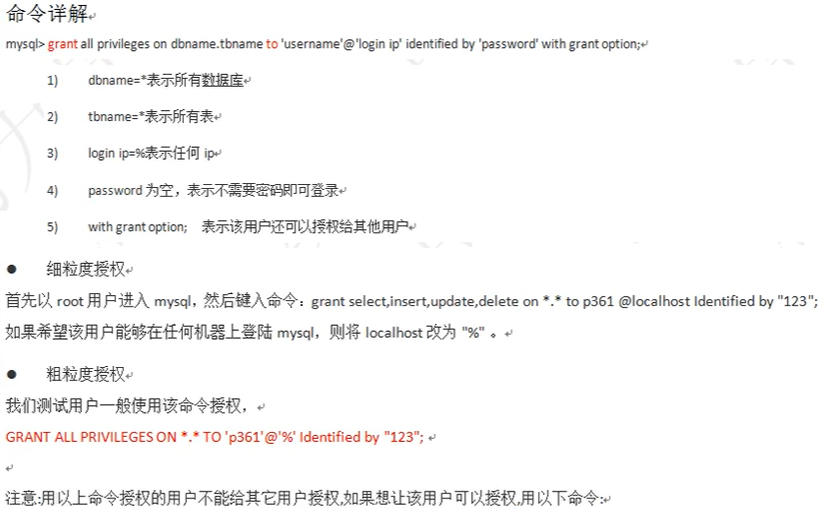 命令详解
mysql> grant all privileges on dbname.tbname to 'username'@'login ip' identified by 'password' with grant option;
1) dbname=*表示所有数据库
2) tbname=*表示所有表
3) login ip=%表示任何 ip
4) password 为空，表示不需要密码即可登录
5) with grant option; 表示该用户还可以授权给其他用户
● 细粒度授权
首先以 root 用户进入 mysql，然后键入命令：grant select,insert,update,delete on *.* to p361 @localhost Identified by "123";
如果希望该用户能够在任何机器上登陆 mysql，则将 localhost 改为 "%" 。
● 粗粒度授权
我们测试用户一般使用该命令授权，
GRANT ALL PRIVILEGES ON *.* TO 'p361'@'%' Identified by "123";
注意:用以上命令授权的用户不能给其它用户授权,如果想让该用户可以授权,用以下命令: